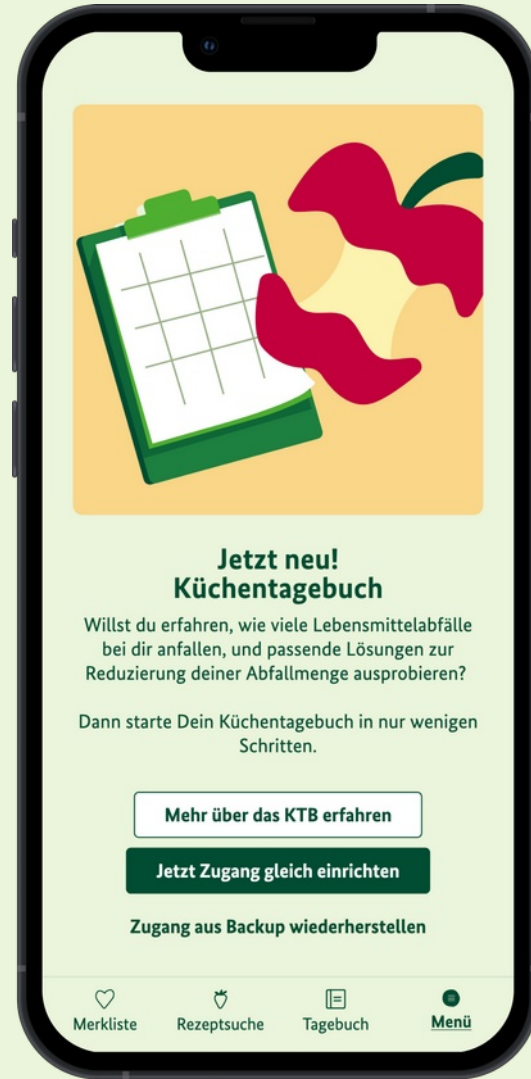 Jetzt neu!
Küchentagebuch
Willst du erfahren, wie viele Lebensmittelabfälle
bei dir anfallen, und passende Lösungen zur
Reduzierung deiner Abfallmenge ausprobieren?
Dann starte Dein Küchentagebuch in nur wenigen
Schritten.
Mehr über das KTB erfahren
Jetzt Zugang gleich einrichten
Zugang aus Backup wiederherstellen
Merkliste Rezeptsuche Tagebuch Menü